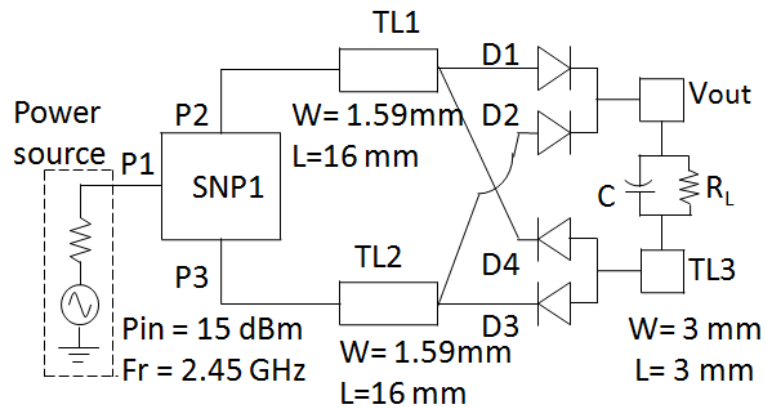 TL1
D1
Vout
Power
source
P2
W= 1.59mm
D2
P1
L=16 mm
SNP1
C
RL
P3
TL2
D4
TL3
Pin = 15 dBm
D3
W= 3 mm
Fr = 2.45 GHz
W= 1.59mm
L= 3 mm
L=16 mm